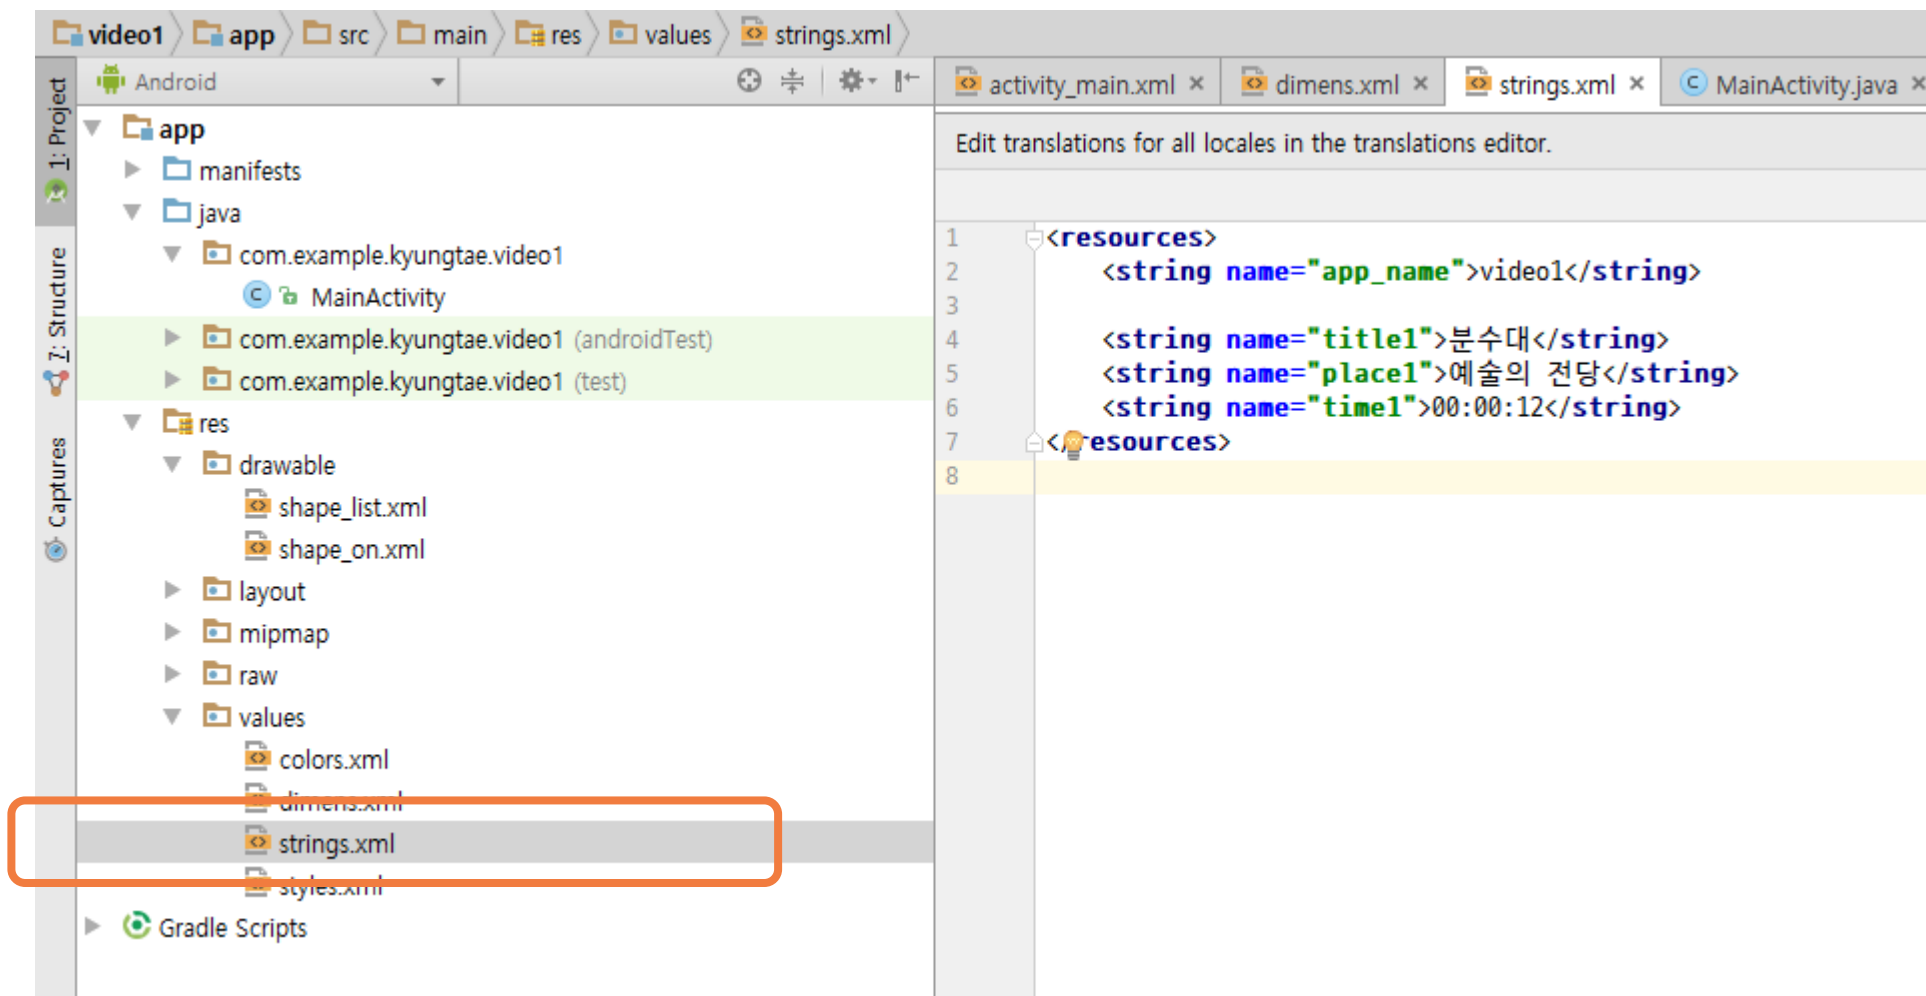 video1 app src main res values strings.xml
Android
activity_main.xml dimens.xml strings.xml MainActivity.java
1: Project
7: Structure
Captures
app
manifests
java
com.example.kyungtae.video1
MainActivity
com.example.kyungtae.video1 (androidTest)
com.example.kyungtae.video1 (test)
res
drawable
shape_list.xml
shape_on.xml
layout
mipmap
raw
values
colors.xml
dimens.xml
strings.xml
styles.xml
Gradle Scripts
Edit translations for all locales in the translations editor.
1 <resources>
2 <string name="app_name">video1</string>
3
4 <string name="title1">분수대</string>
5 <string name="place1">예술의 전당</string>
6 <string name="time1">00:00:12</string>
7 </resources>
8